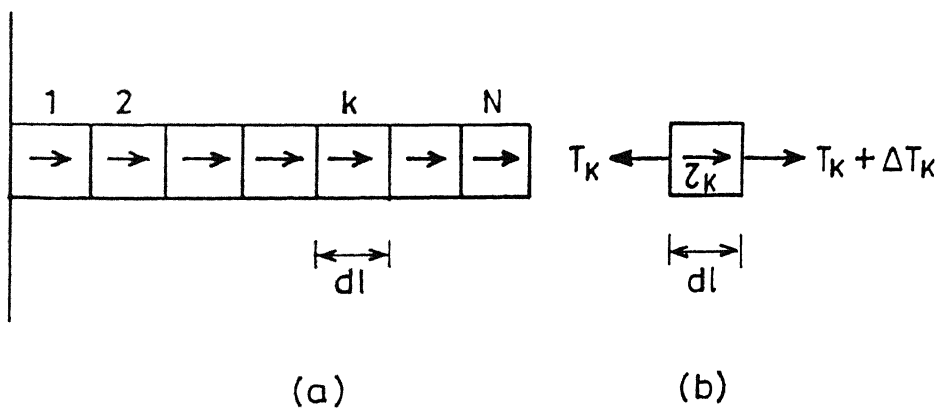 1 2 k N
T_K τ_K T_K + ΔT_K
dl dl
(a) (b)